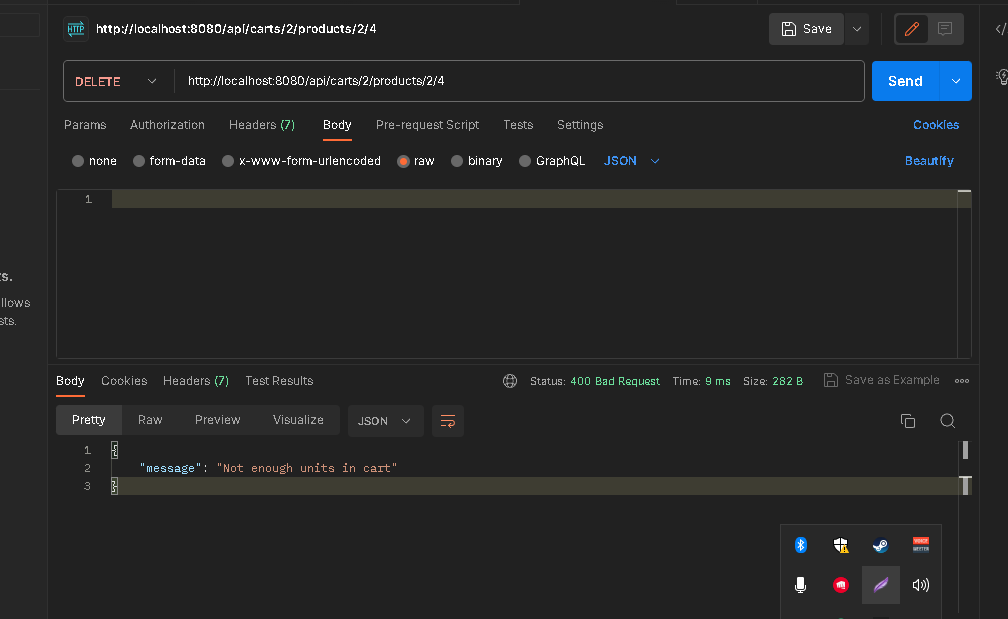 HTTP http://localhost:8080/api/carts/2/products/2/4 Save
DELETE http://localhost:8080/api/carts/2/products/2/4 Send
Params Authorization Headers (7) Body Pre-request Script Tests Settings Cookies
none form-data x-www-form-urlencoded raw binary GraphQL JSON Beautify
1
ts.
llows
sts.
Body Cookies Headers (7) Test Results Status: 400 Bad Request Time: 9 ms Size: 282 B Save as Example
Pretty Raw Preview Visualize JSON
1 {
2 "message": "Not enough units in cart"
3 }